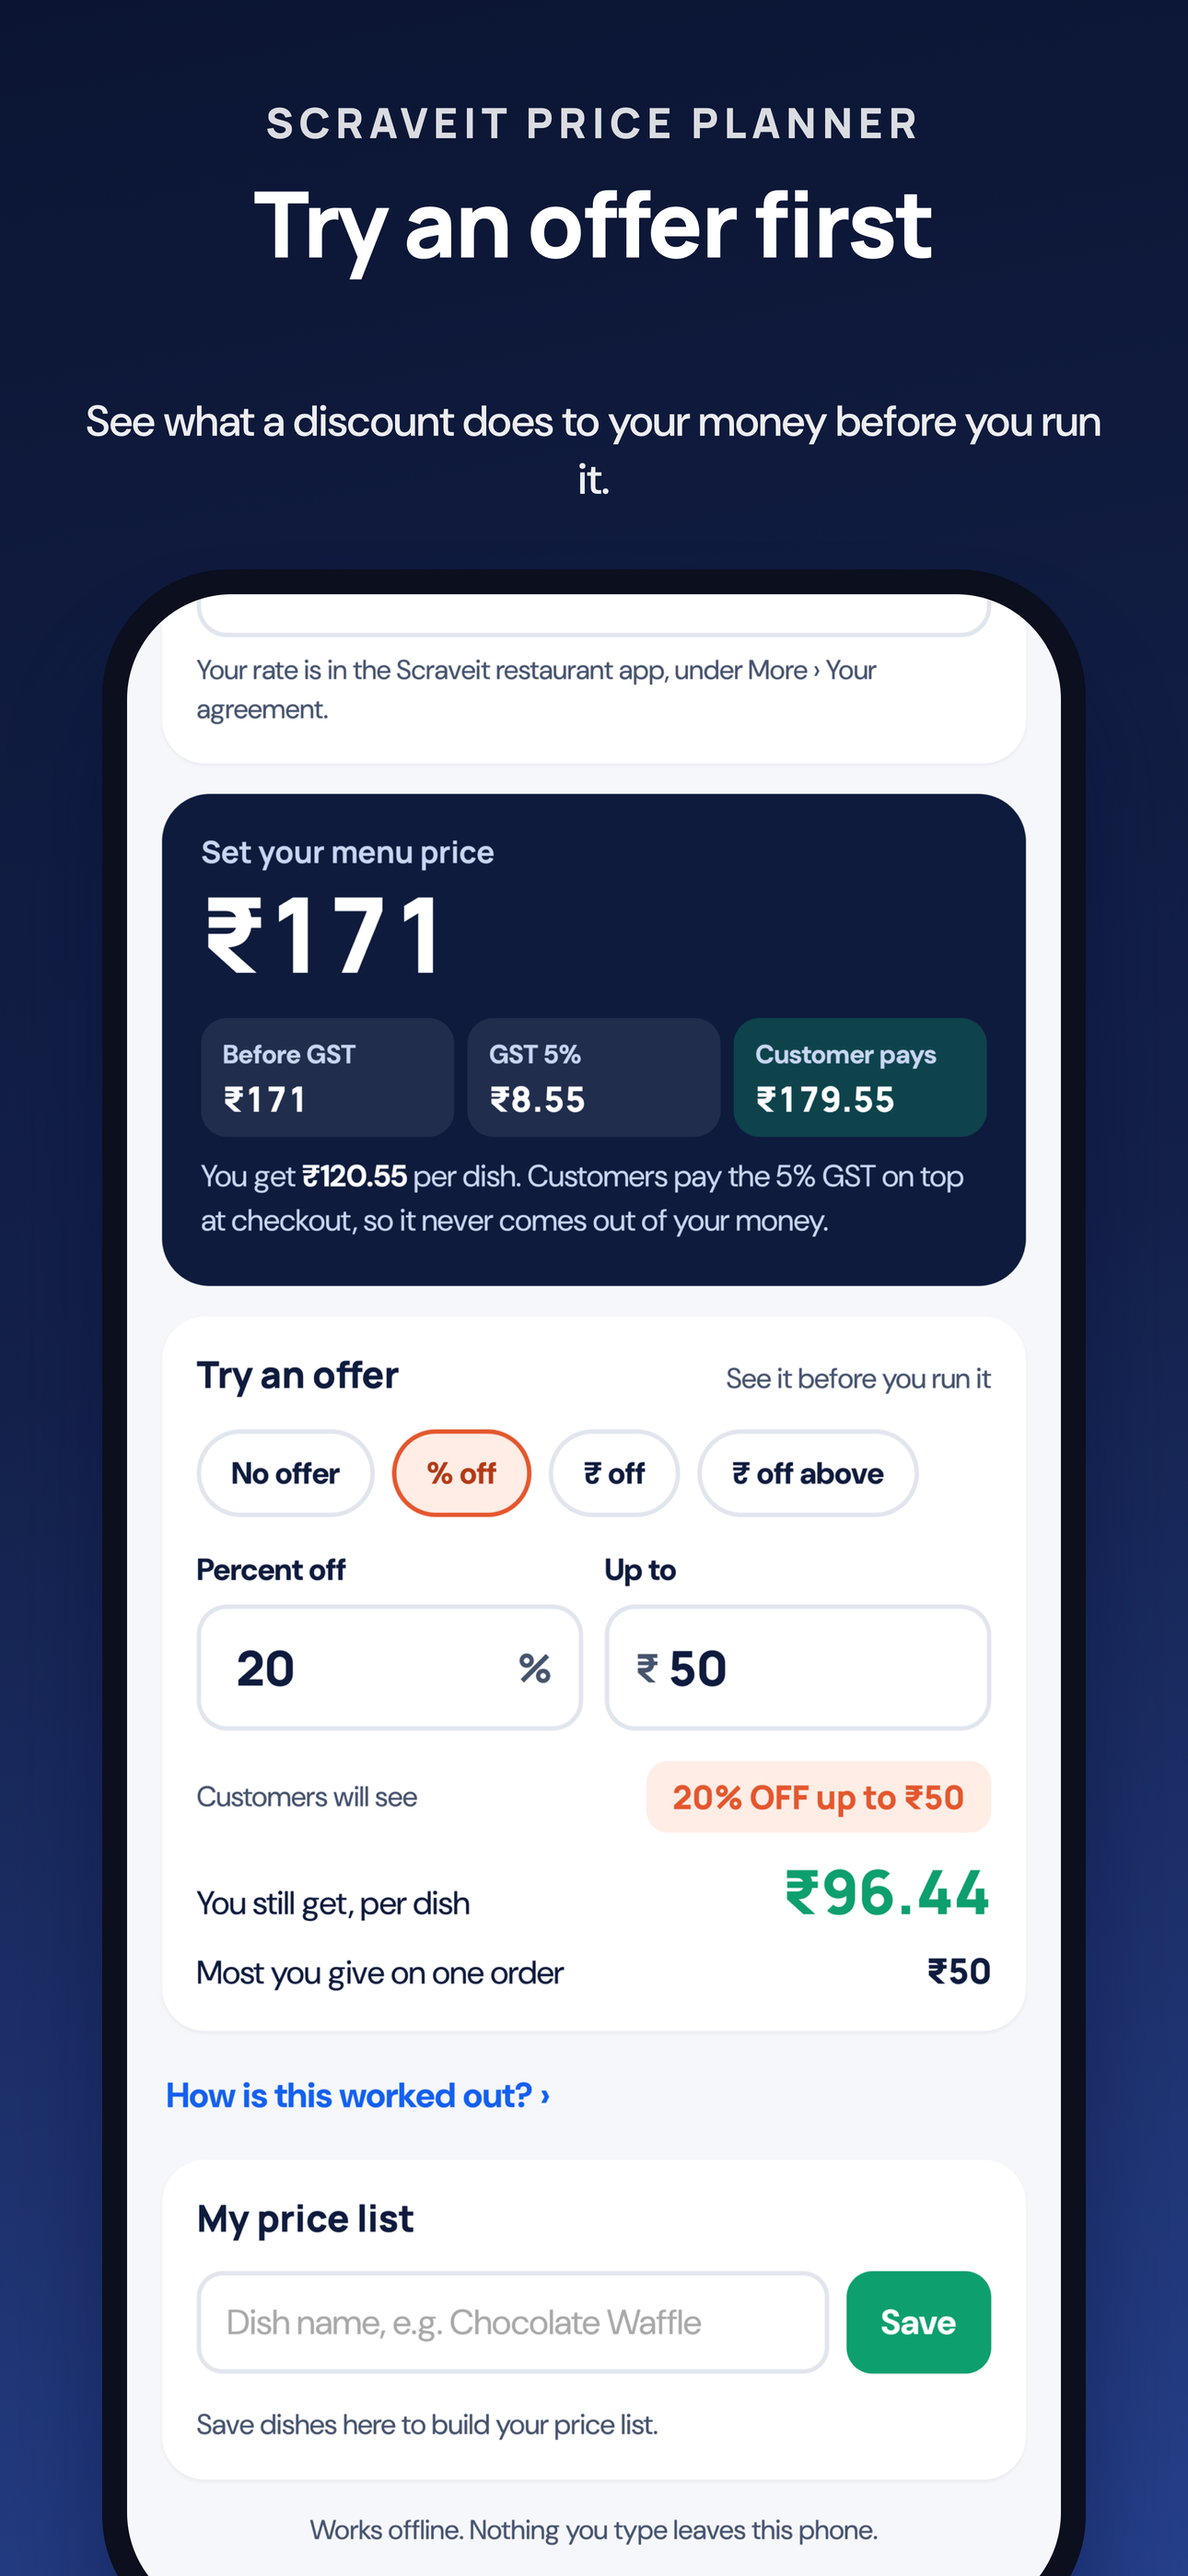 SCRAVEIT PRICE PLANNER
Try an offer first
See what a discount does to your money before you run
it.
Your rate is in the Scraveit restaurant app, under More › Your
agreement.
Set your menu price
₹171
Before GST
₹171
GST 5%
₹8.55
Customer pays
₹179.55
You get ₹120.55 per dish. Customers pay the 5% GST on top
at checkout, so it never comes out of your money.
Try an offer
See it before you run it
No offer
% off
₹ off
₹ off above
Percent off
Up to
20 %
₹ 50
Customers will see
20% OFF up to ₹50
You still get, per dish
₹96.44
Most you give on one order
₹50
How is this worked out? ›
My price list
Dish name, e.g. Chocolate Waffle
Save
Save dishes here to build your price list.
Works offline. Nothing you type leaves this phone.